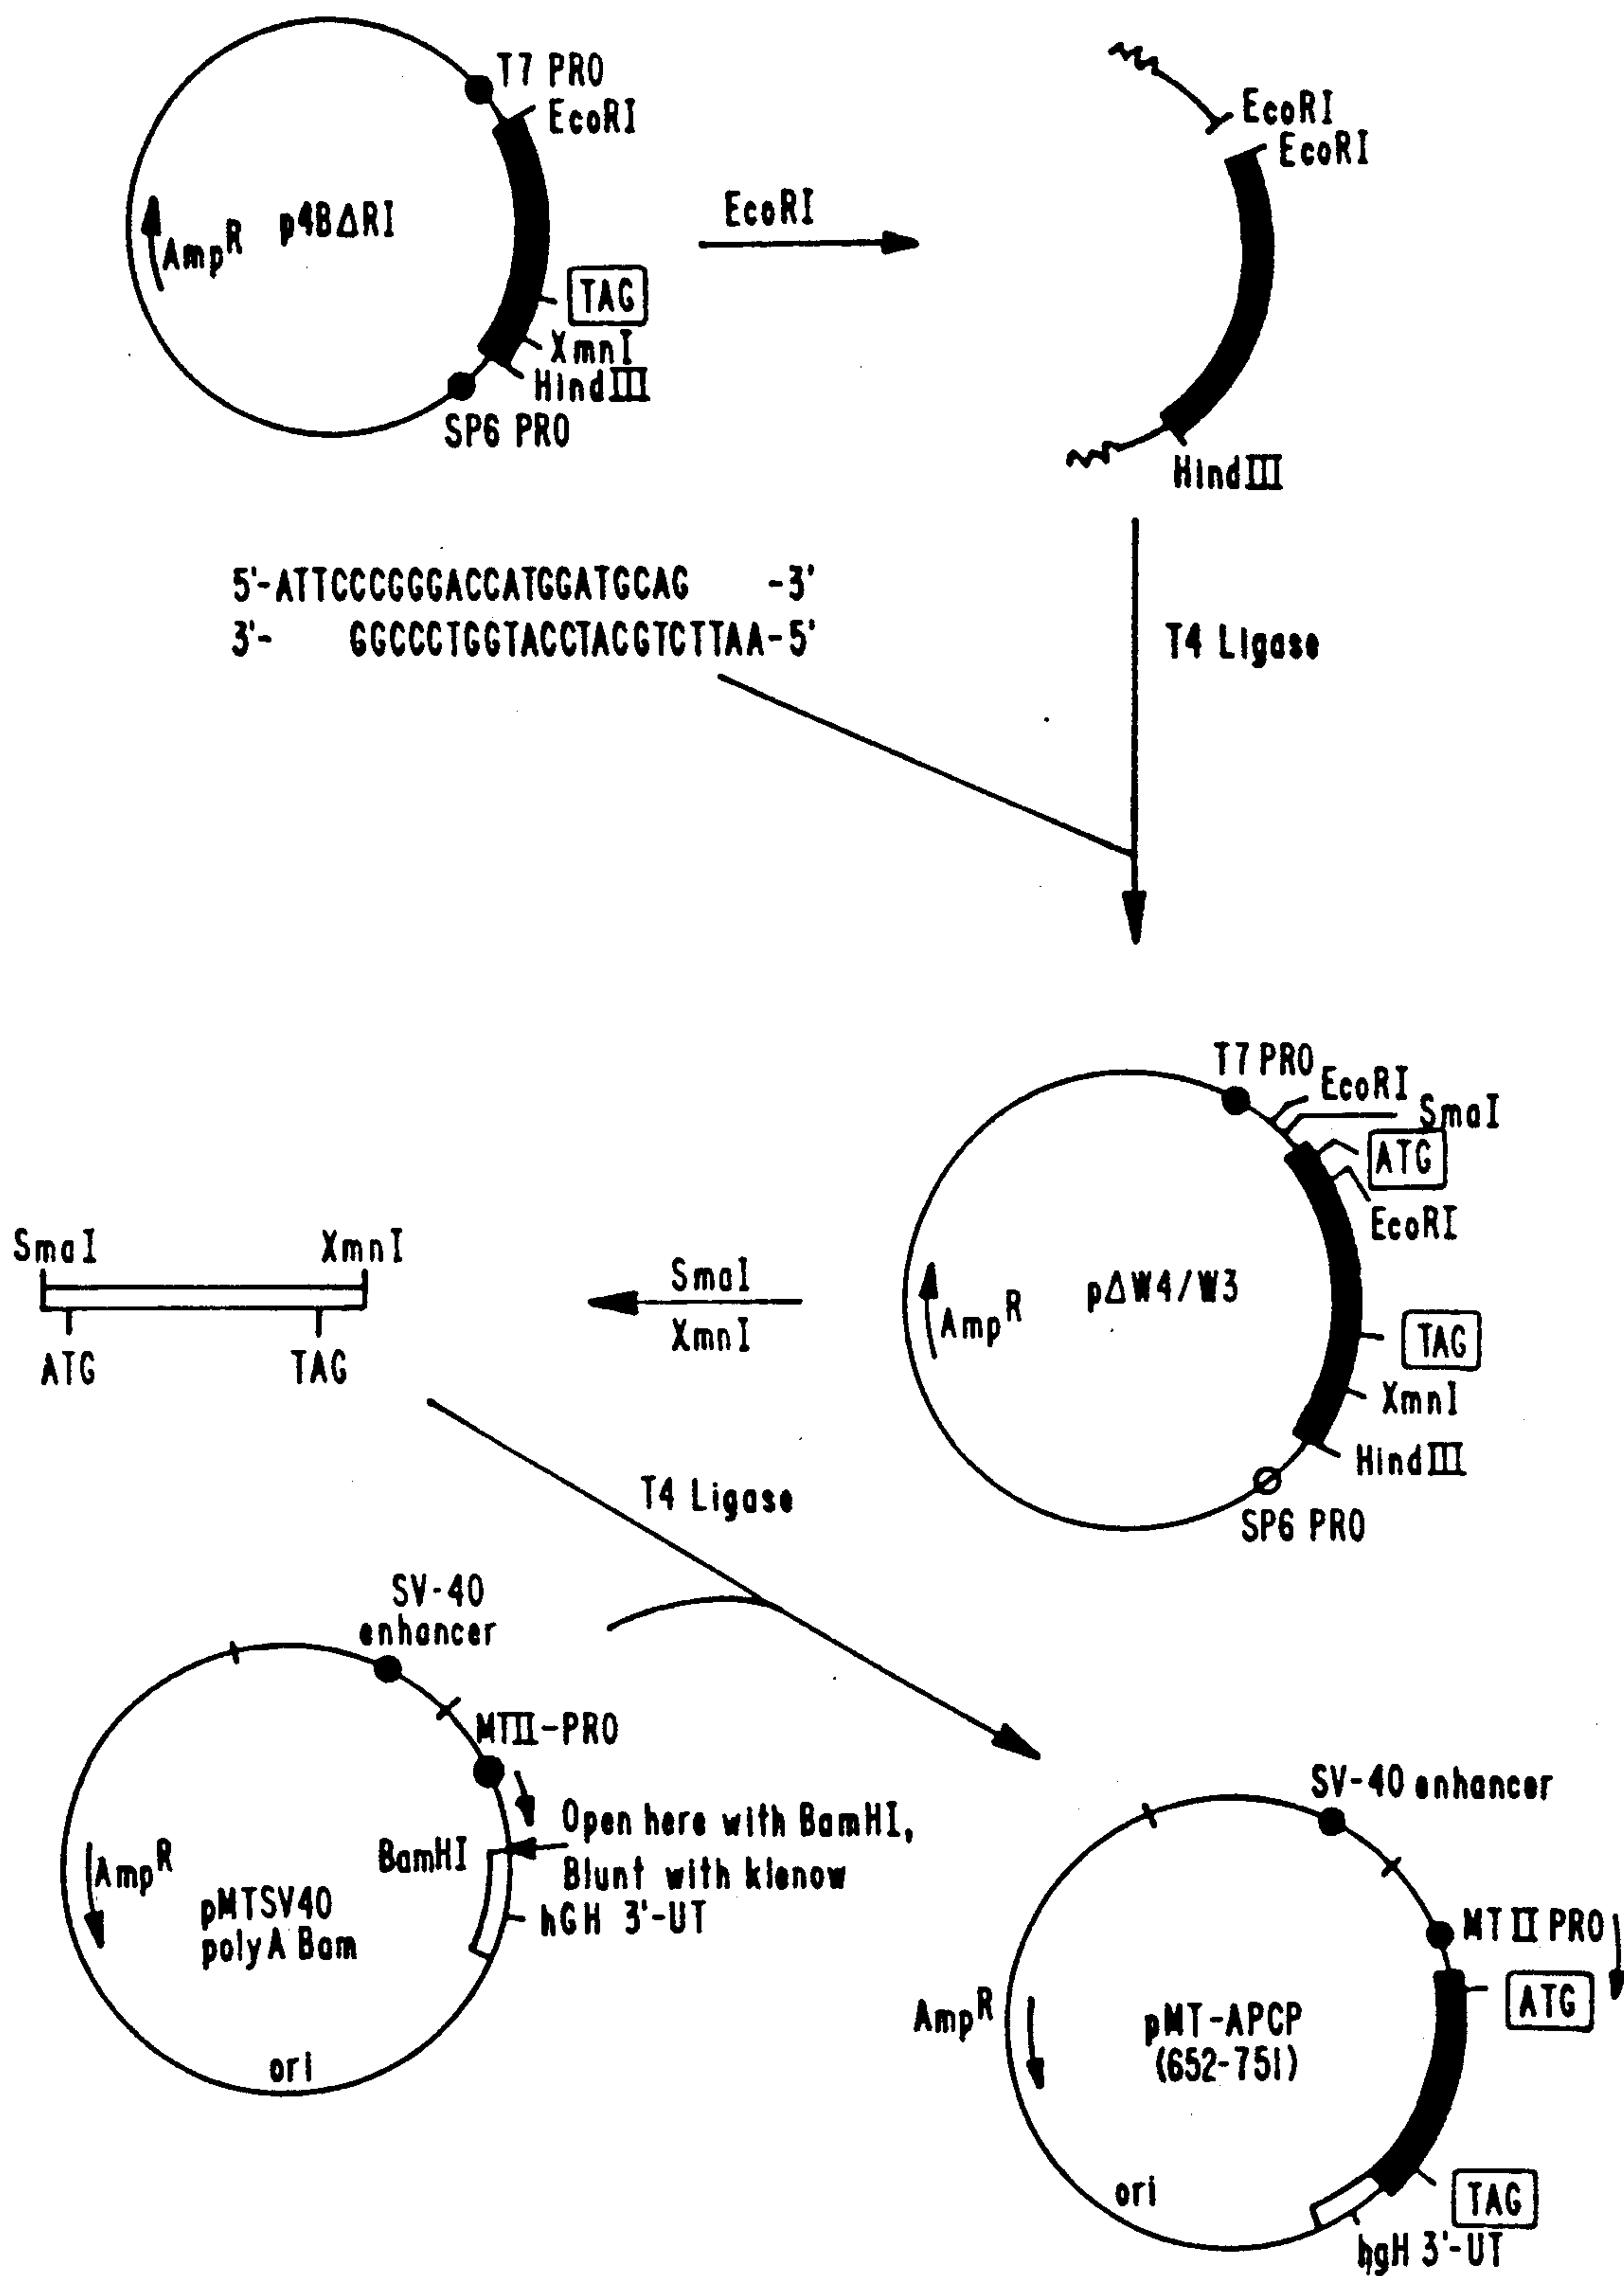 T7 PRO
EcoRI
p4BΔRI
Amp^R
TAG
XmnI
HindIII
SP6 PRO
EcoRI
EcoRI
EcoRI
HindIII
5'-ATTCCCGGGACCATGGATGCAG -3'
3'- GGCCCTGGTACCTACGTCTTAA-5'
T4 Ligase
T7 PRO
EcoRI
SmaI
ATG
EcoRI
pΔW4/W3
Amp^R
TAG
XmnI
HindIII
SP6 PRO
SmaI
XmnI
SmaI
XmnI
ATG
TAG
T4 Ligase
SV-40
enhancer
MTII-PRO
Open here with BamHI,
Blunt with klenow
BamHI
Amp^R
pMTSV40
polyA Bam
hGH 3'-UT
ori
SV-40 enhancer
MT II PRO
ATG
Amp^R
pMT-APCP
(652-751)
ori
TAG
hgH 3'-UT